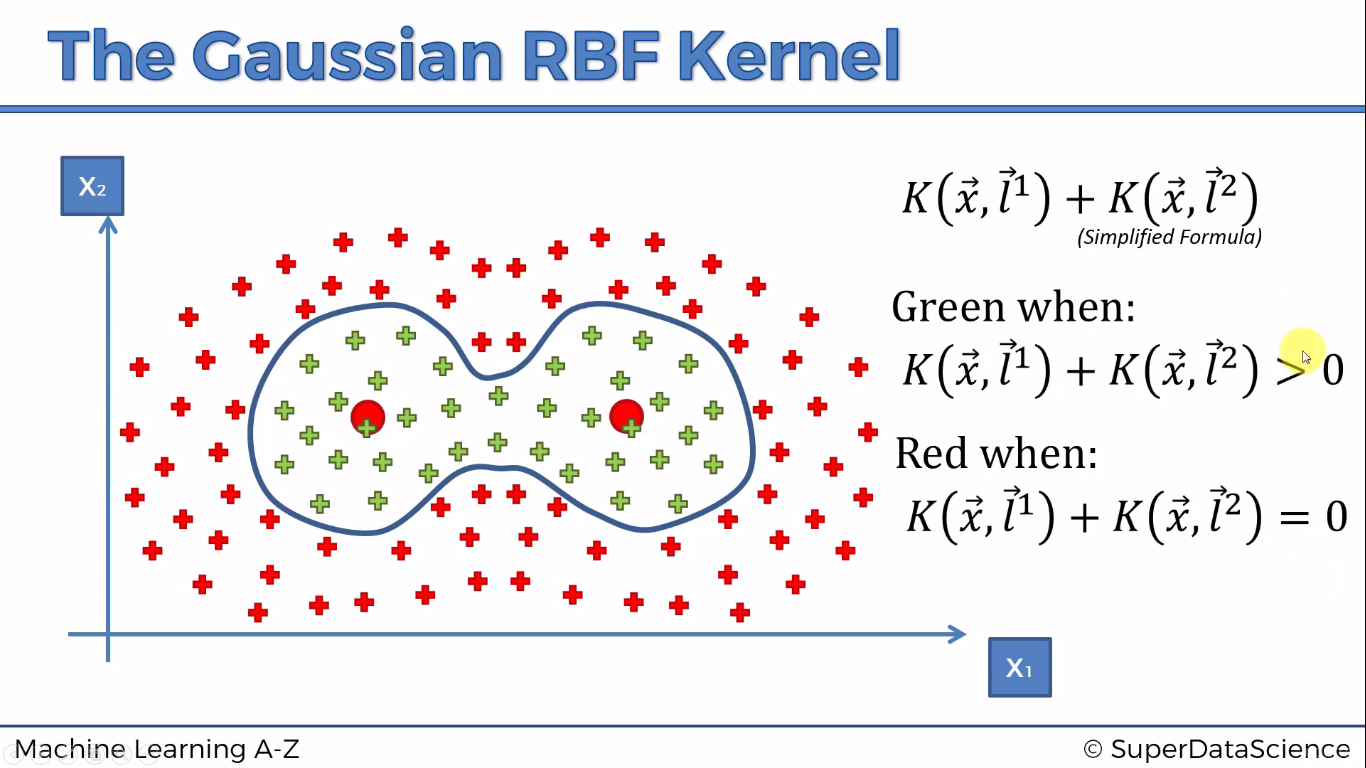 The Gaussian RBF Kernel
X₂
K(x⃗, l⃗¹) + K(x⃗, l⃗²)
(Simplified Formula)
Green when:
K(x⃗, l⃗¹) + K(x⃗, l⃗²) > 0
Red when:
K(x⃗, l⃗¹) + K(x⃗, l⃗²) = 0
X₁
Machine Learning A-Z
© SuperDataScience